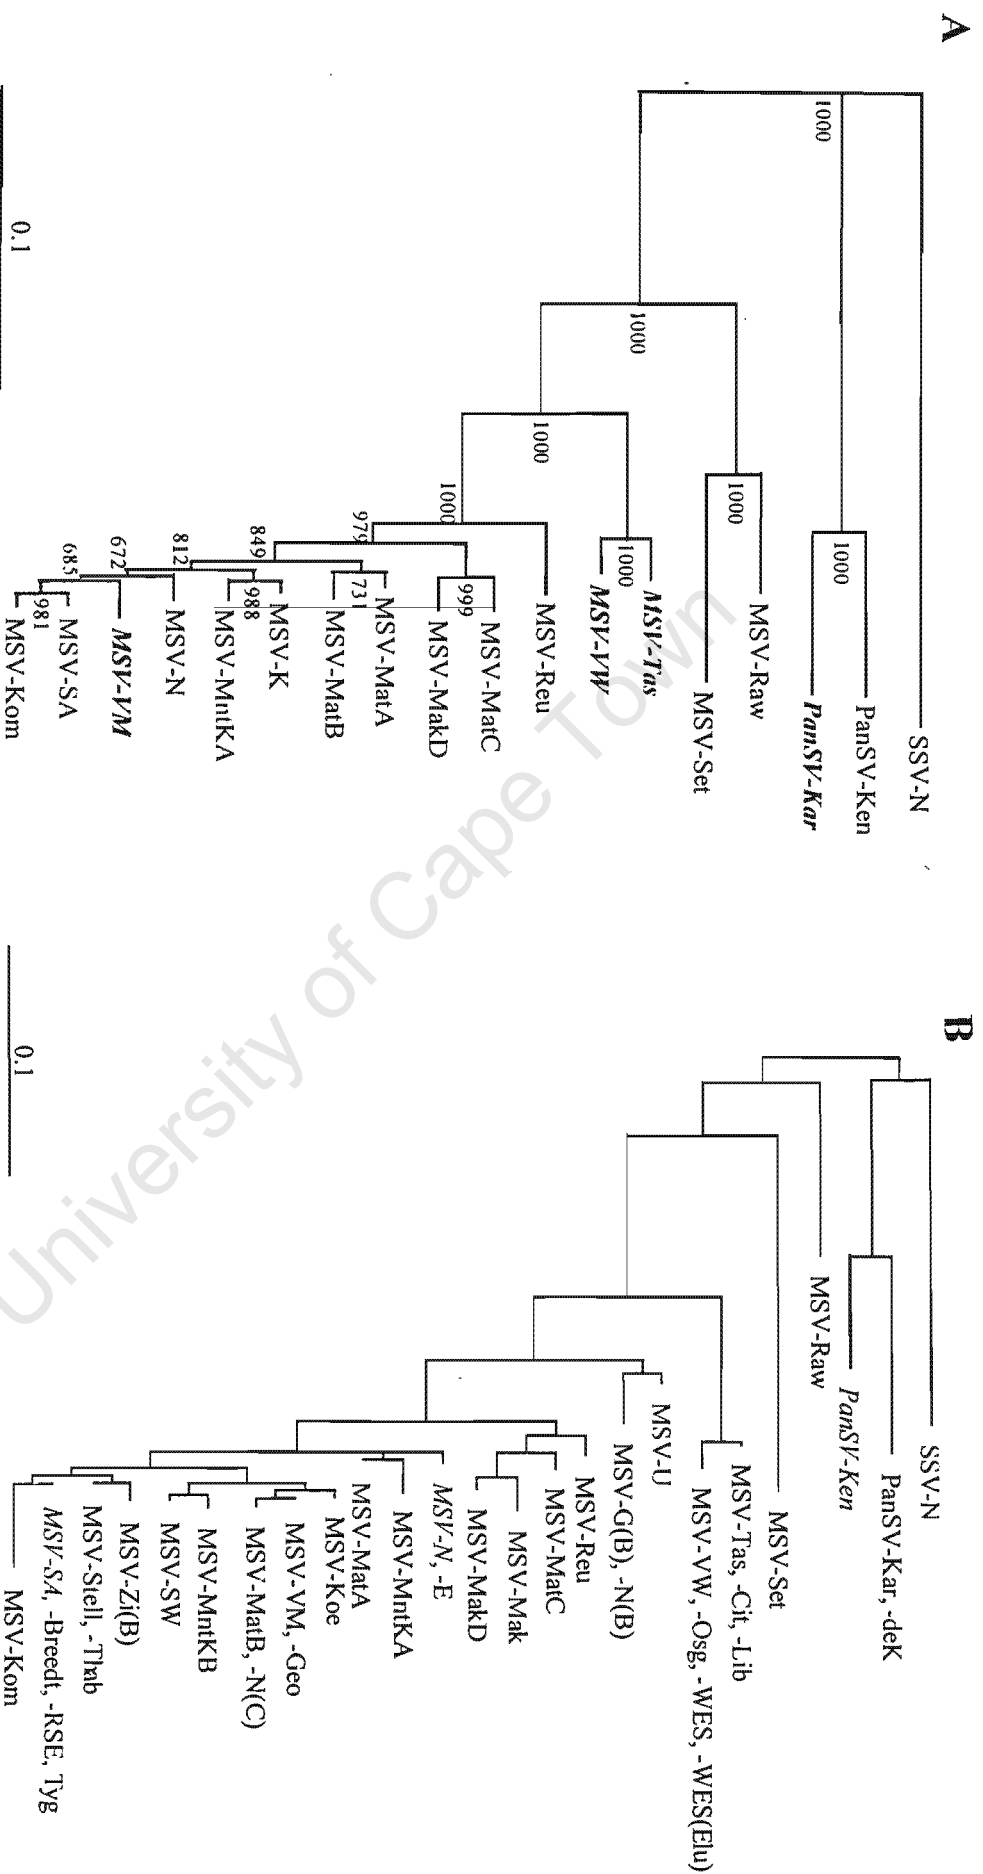 A
SSV-N
PanSV-Ken
PanSV-Kar
MSV-Raw
MSV-Set
MSV-Tas
MSV-VW
MSV-Reu
MSV-MatC
MSV-MakD
MSV-MatA
MSV-MatB
MSV-K
MSV-MntKA
MSV-N
MSV-VM
MSV-SA
MSV-Kom
1000
1000
1000
1000
1000
1000
1000
999
979
731
849
988
812
672
685
981
0.1
B
SSV-N
PanSV-Kar, -deK
PanSV-Ken
MSV-Raw
MSV-Set
MSV-Tas, -Cit, -Lib
MSV-VW, -Osg, -WES, -WES(Elu)
MSV-U
MSV-G(B), -N(B)
MSV-Reu
MSV-MatC
MSV-Mak
MSV-MakD
MSV-N, -E
MSV-MntKA
MSV-MatA
MSV-Koe
MSV-VM, -Geo
MSV-MatB, -N(C)
MSV-MntKB
MSV-SW
MSV-Zi(B)
MSV-Stell, -Thab
MSV-SA, -Breedt, -RSE, Tyg
MSV-Kom
0.1
University of Cape Town